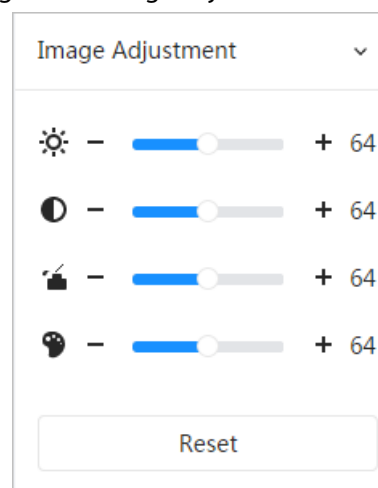 Image Adjustment
- + 64
- + 64
- + 64
- + 64
Reset